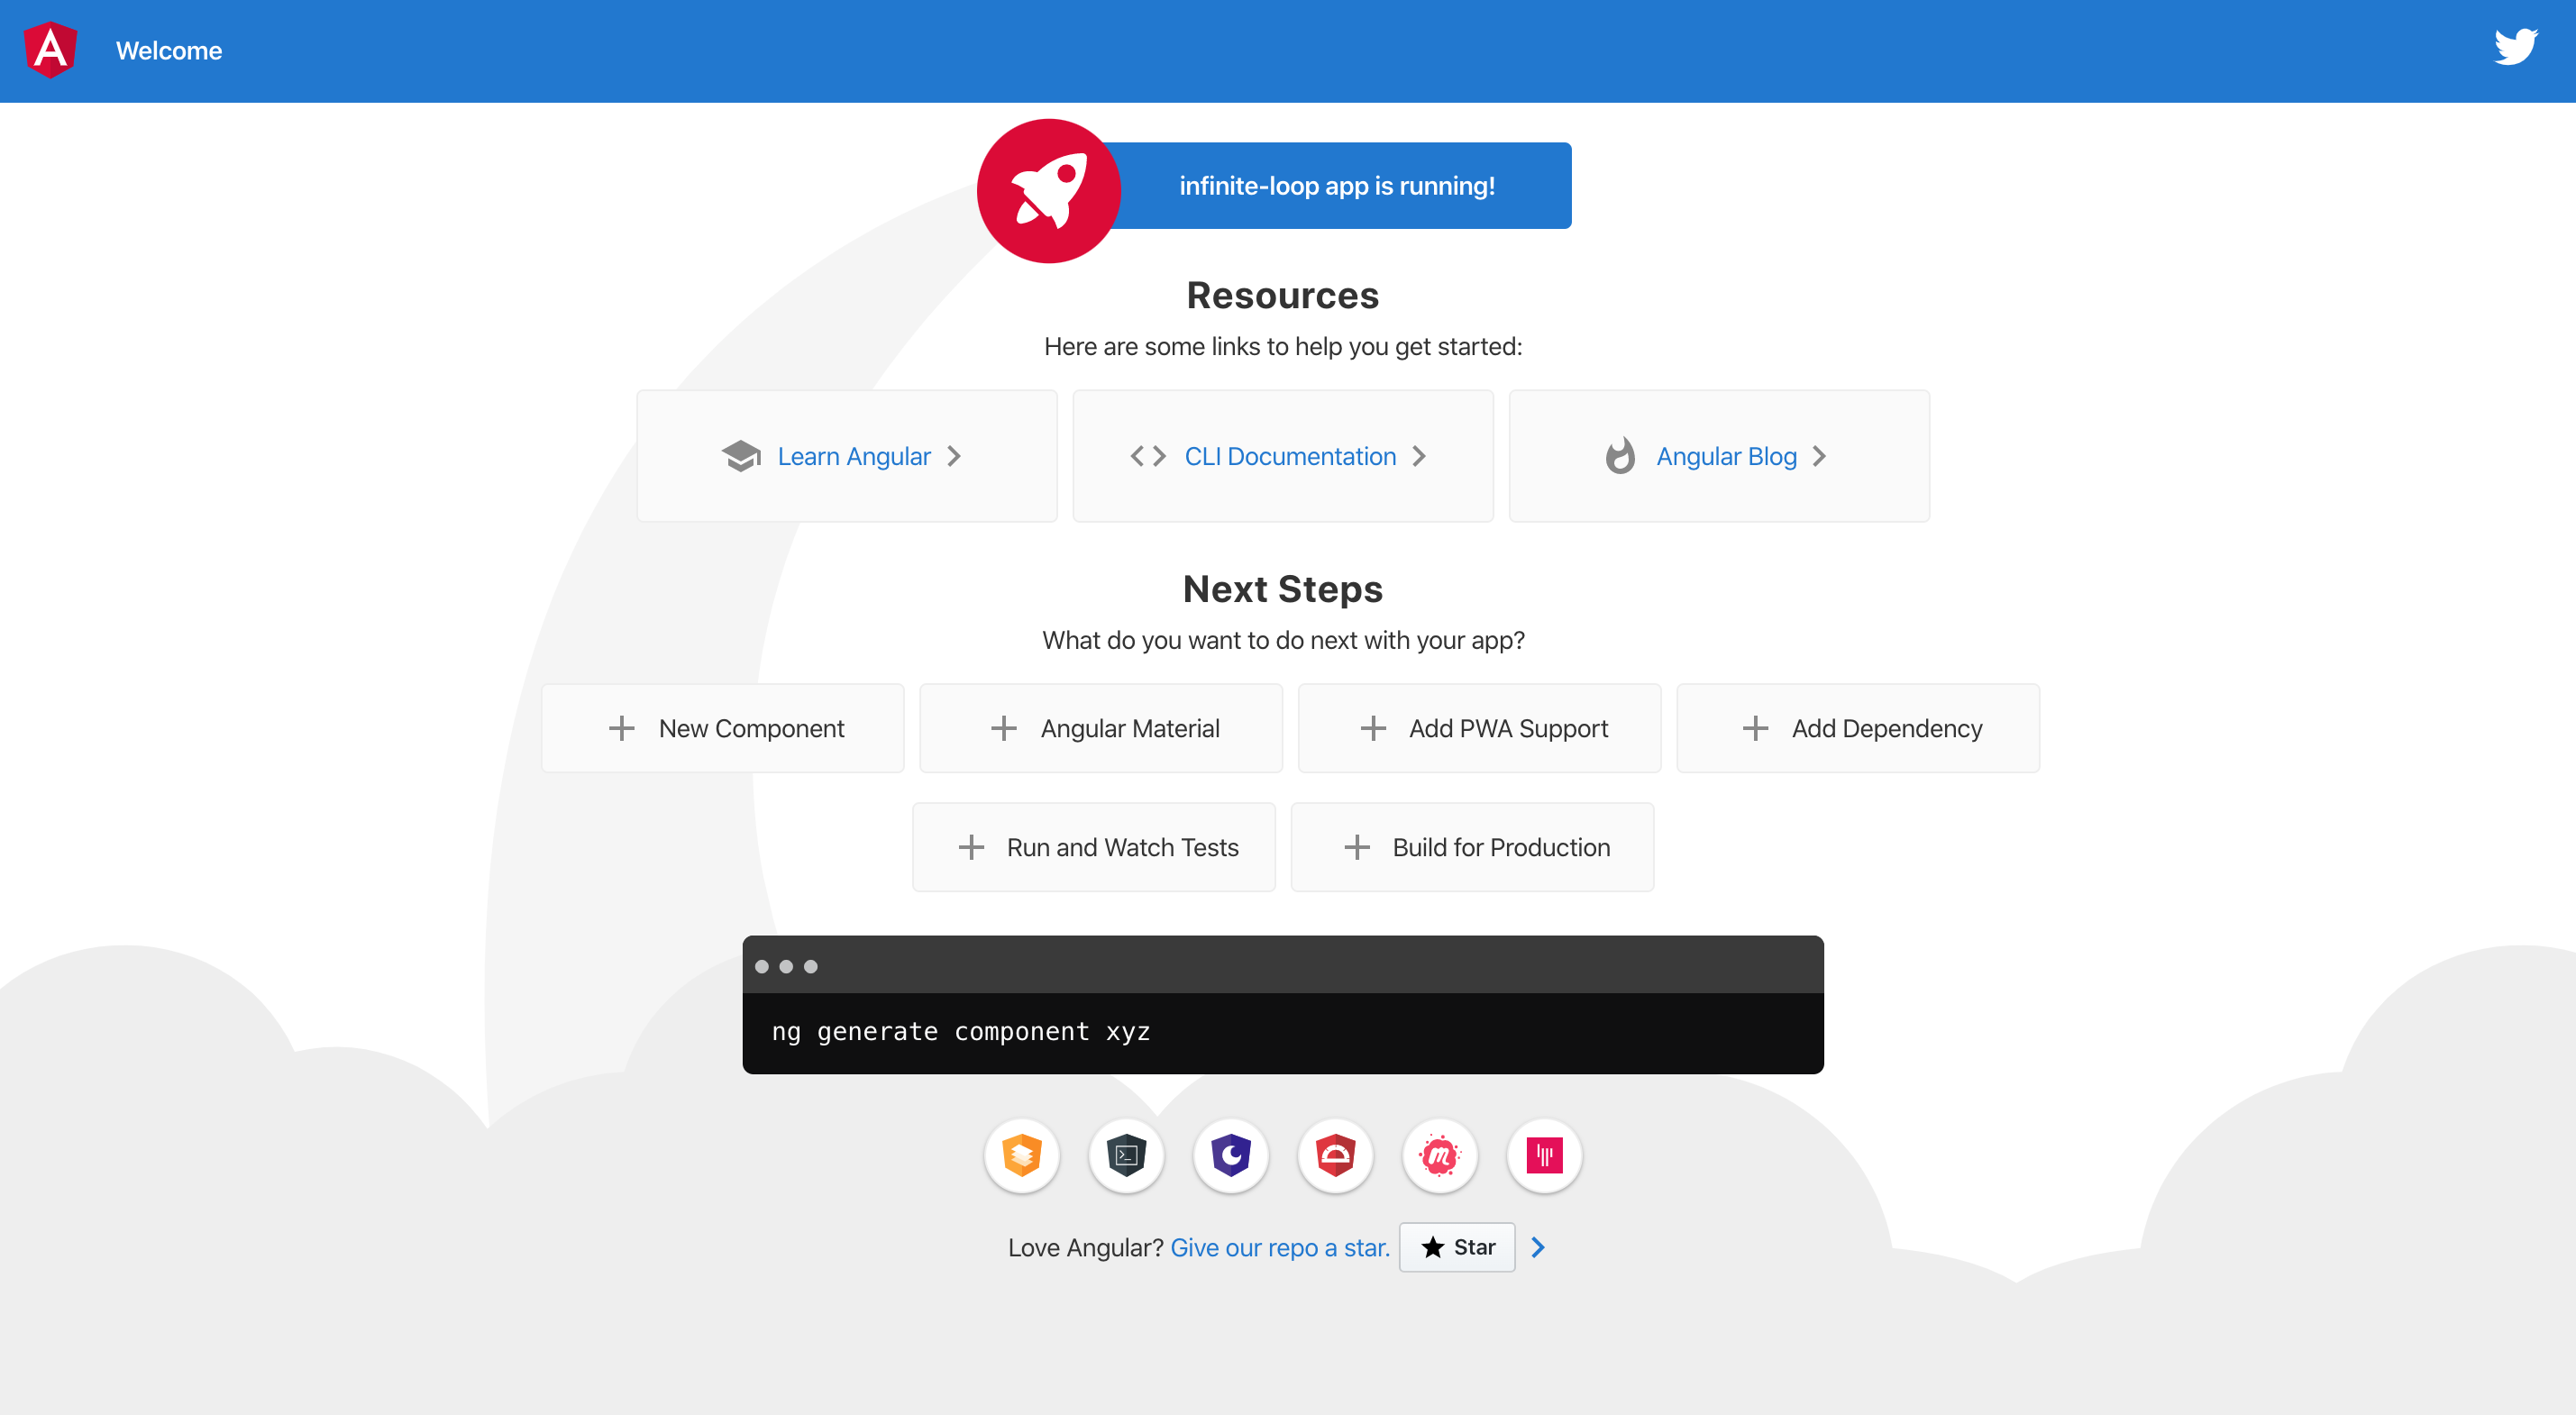 Welcome
infinite-loop app is running!
Resources
Here are some links to help you get started:
Learn Angular
CLI Documentation
Angular Blog
Next Steps
What do you want to do next with your app?
New Component
Angular Material
Add PWA Support
Add Dependency
Run and Watch Tests
Build for Production
ng generate component xyz
Love Angular? Give our repo a star. Star